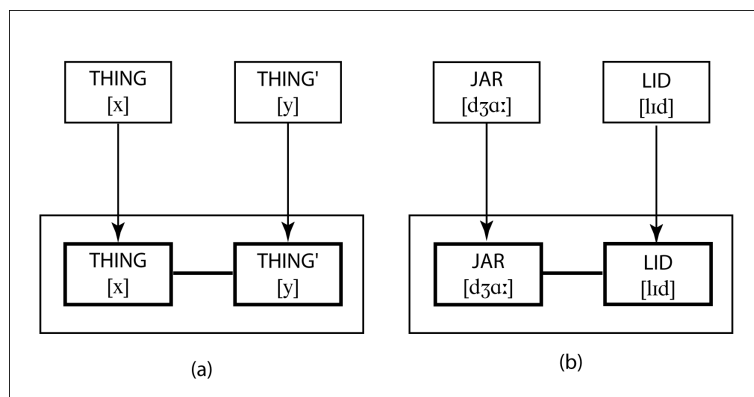 THING
[x]
THING'
[y]
JAR
[dʒɑː]
LID
[lɪd]
THING
[x]
THING'
[y]
JAR
[dʒɑː]
LID
[lɪd]
(a)
(b)